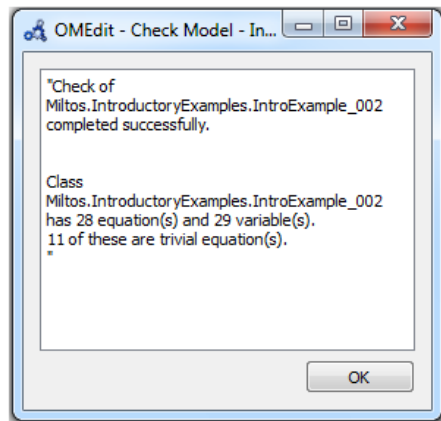 OMEdit - Check Model - In...
"Check of
Miltos.IntroductoryExamples.IntroExample_002
completed successfully.
Class
Miltos.IntroductoryExamples.IntroExample_002
has 28 equation(s) and 29 variable(s).
11 of these are trivial equation(s).
"
OK